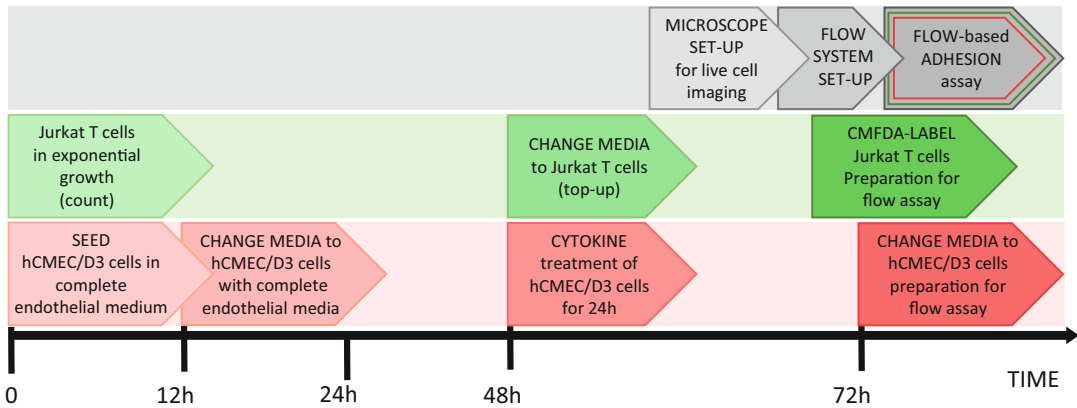 MICROSCOPE
SET-UP
for live cell
imaging
FLOW
SYSTEM
SET-UP
FLOW-based
ADHESION
assay
Jurkat T cells
in exponential
growth
(count)
CHANGE MEDIA
to Jurkat T cells
(top-up)
CMFDA-LABEL
Jurkat T cells
Preparation for
flow assay
SEED
hCMEC/D3 cells in
complete
endothelial medium
CHANGE MEDIA to
hCMEC/D3 cells
with complete
endothelial media
CYTOKINE
treatment of
hCMEC/D3 cells
for 24h
CHANGE MEDIA to
hCMEC/D3 cells
preparation for
flow assay
0
12h
24h
48h
72h
TIME